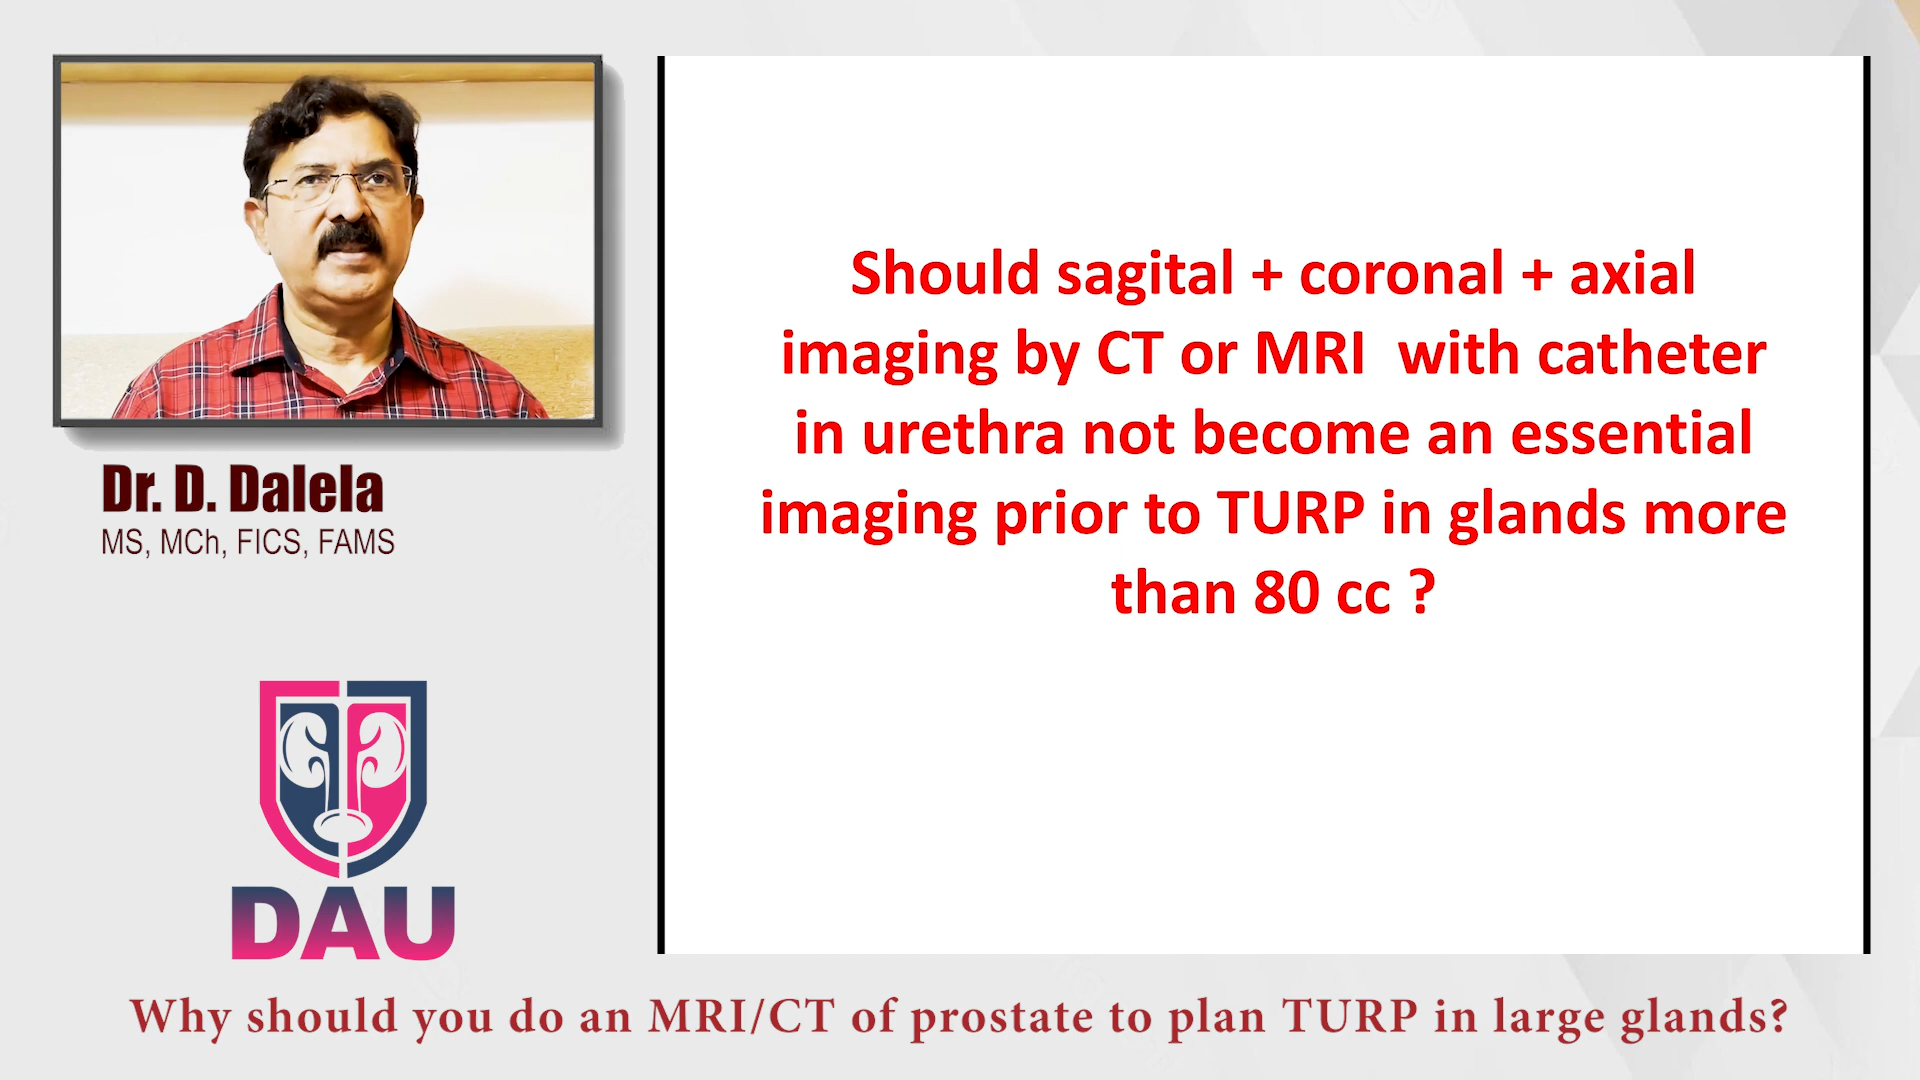 Dr. D. Dalela
MS, MCh, FICS, FAMS
DAU
Should sagital + coronal + axial
imaging by CT or MRI with catheter
in urethra not become an essential
imaging prior to TURP in glands more
than 80 cc ?
Why should you do an MRI/CT of prostate to plan TURP in large glands?